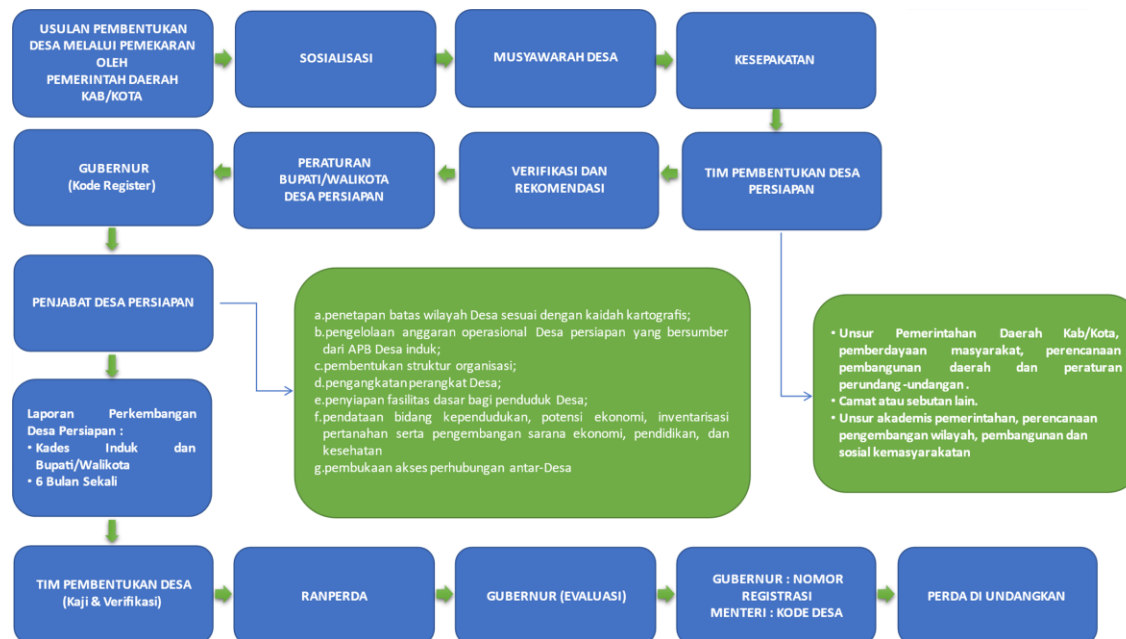 USULAN PEMBENTUKAN
DESA MELALUI PEMEKARAN
OLEH
PEMERINTAH DAERAH
KAB/KOTA
SOSIALISASI
MUSYAWARAH DESA
KESEPAKATAN
GUBERNUR
(Kode Register)
PERATURAN
BUPATI/WALIKOTA
DESA PERSIAPAN
VERIFIKASI DAN
REKOMENDASI
TIM PEMBENTUKAN DESA
PERSIAPAN
PENJABAT DESA PERSIAPAN
a.penetapan batas wilayah Desa sesuai dengan kaidah kartografis;
b.pengelolaan anggaran operasional Desa persiapan yang bersumber
dari APB Desa induk;
c.pembentukan struktur organisasi;
d.pengangkatan perangkat Desa;
e.penyiapan fasilitas dasar bagi penduduk Desa;
f.pendataan bidang kependudukan, potensi ekonomi, inventarisasi
pertanahan serta pengembangan sarana ekonomi, pendidikan, dan
kesehatan
g.pembukaan akses perhubungan antar-Desa
• Unsur Pemerintahan Daerah Kab/Kota,
pemberdayaan masyarakat, perencanaan
pembangunan daerah dan peraturan
perundang-undangan.
• Camat atau sebutan lain.
• Unsur akademis pemerintahan, perencanaan
pengembangan wilayah, pembangunan dan
sosial kemasyarakatan
Laporan Perkembangan
Desa Persiapan :
• Kades Induk dan
Bupati/Walikota
• 6 Bulan Sekali
TIM PEMBENTUKAN DESA
(Kaji & Verifikasi)
RANPERDA
GUBERNUR (EVALUASI)
GUBERNUR : NOMOR
REGISTRASI
MENTERI : KODE DESA
PERDA DI UNDANGKAN